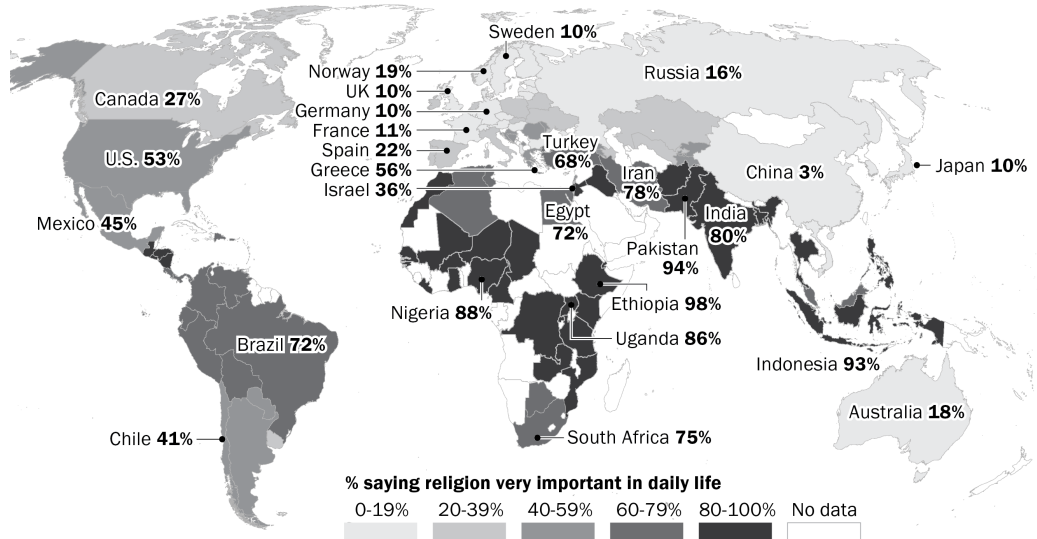 Sweden 10%
Norway 19%
Russia 16%
UK 10%
Canada 27%
Germany 10%
France 11%
Turkey
68%
Spain 22%
U.S. 53%
Greece 56%
Iran
78%
China 3%
Japan 10%
Israel 36%
Egypt
72%
India
80%
Mexico 45%
Pakistan
94%
Nigeria 88%
Ethiopia 98%
Uganda 86%
Brazil 72%
Indonesia 93%
Australia 18%
Chile 41%
South Africa 75%
% saying religion very important in daily life
0-19% 20-39% 40-59% 60-79% 80-100% No data